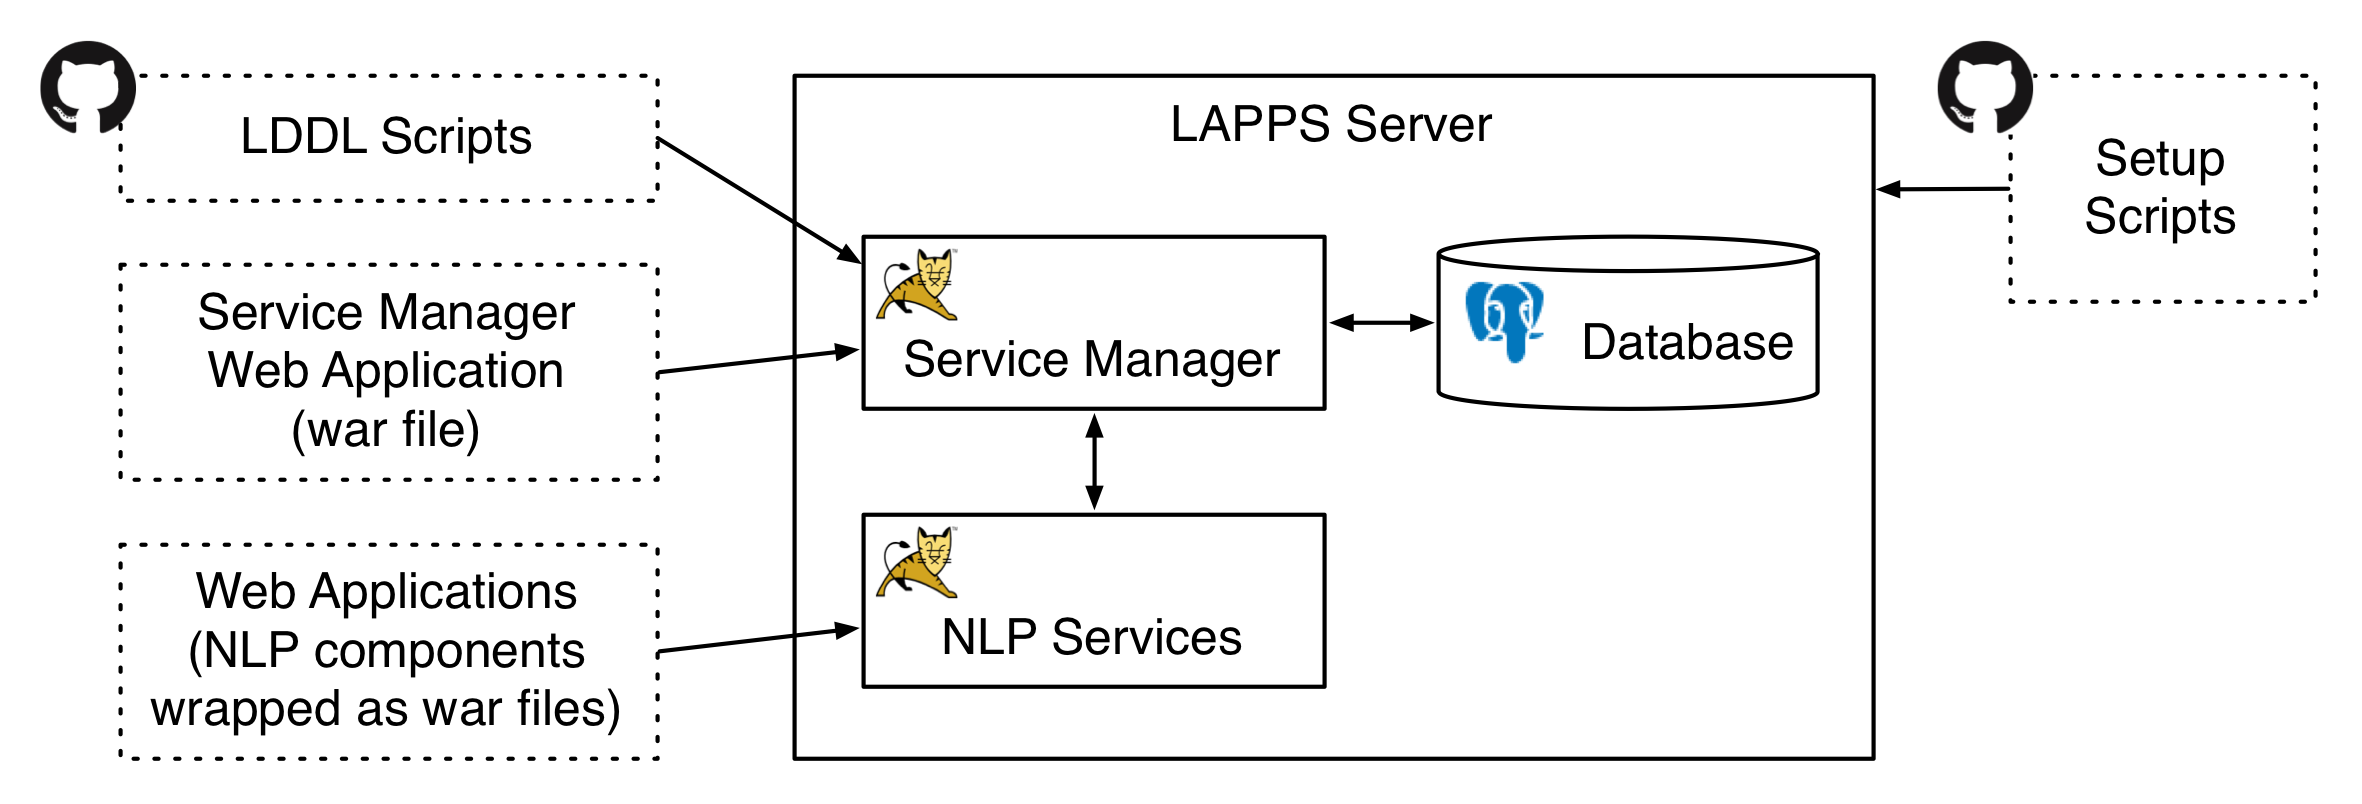 LDDL Scripts
Service Manager
Web Application
(war file)
Web Applications
(NLP components
wrapped as war files)
LAPPS Server
Service Manager
Database
NLP Services
Setup
Scripts